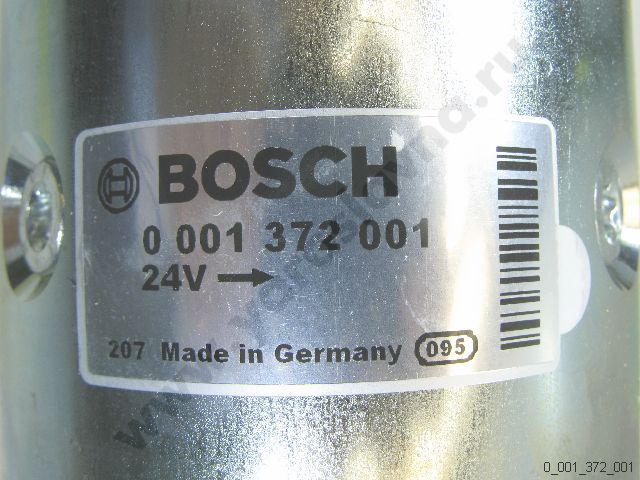 BOSCH
0 001 372 001
24V →
207 Made in Germany 095
0_001_372_001